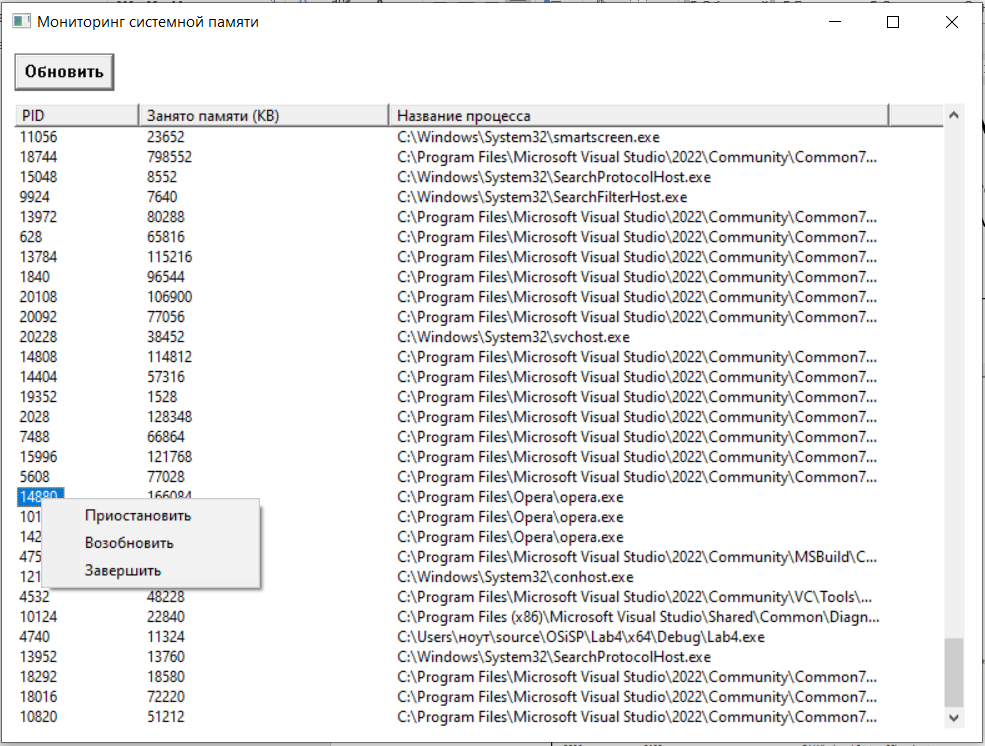 Мониторинг системной памяти
Обновить
PID Занято памяти (КВ) Название процесса
11056 23652 C:\Windows\System32\smartscreen.exe
18744 798552 C:\Program Files\Microsoft Visual Studio\2022\Community\Common7...
15048 8552 C:\Windows\System32\SearchProtocolHost.exe
9924 7640 C:\Windows\System32\SearchFilterHost.exe
13972 80288 C:\Program Files\Microsoft Visual Studio\2022\Community\Common7...
628 65816 C:\Program Files\Microsoft Visual Studio\2022\Community\Common7...
13784 115216 C:\Program Files\Microsoft Visual Studio\2022\Community\Common7...
1840 96544 C:\Program Files\Microsoft Visual Studio\2022\Community\Common7...
20108 106900 C:\Program Files\Microsoft Visual Studio\2022\Community\Common7...
20092 77056 C:\Program Files\Microsoft Visual Studio\2022\Community\Common7...
20228 38452 C:\Windows\System32\svchost.exe
14808 114812 C:\Program Files\Microsoft Visual Studio\2022\Community\Common7...
14404 57316 C:\Program Files\Microsoft Visual Studio\2022\Community\Common7...
19352 1528 C:\Program Files\Microsoft Visual Studio\2022\Community\Common7...
2028 128348 C:\Program Files\Microsoft Visual Studio\2022\Community\Common7...
7488 66864 C:\Program Files\Microsoft Visual Studio\2022\Community\Common7...
15996 121768 C:\Program Files\Microsoft Visual Studio\2022\Community\Common7...
5608 77028 C:\Program Files\Microsoft Visual Studio\2022\Community\Common7...
14880 166084 C:\Program Files\Opera\opera.exe
101 Приостановить C:\Program Files\Opera\opera.exe
142 Возобновить C:\Program Files\Opera\opera.exe
475 C:\Program Files\Microsoft Visual Studio\2022\Community\MSBuild\C...
121 Завершить C:\Windows\System32\conhost.exe
4532 48228 C:\Program Files\Microsoft Visual Studio\2022\Community\VC\Tools\...
10124 22840 C:\Program Files (x86)\Microsoft Visual Studio\Shared\Common\Diagn...
4740 11324 C:\Users\ноут\source\OSiSP\Lab4\x64\Debug\Lab4.exe
13952 13760 C:\Windows\System32\SearchProtocolHost.exe
18292 18580 C:\Program Files\Microsoft Visual Studio\2022\Community\Common7...
18016 72220 C:\Program Files\Microsoft Visual Studio\2022\Community\Common7...
10820 51212 C:\Program Files\Microsoft Visual Studio\2022\Community\Common7...